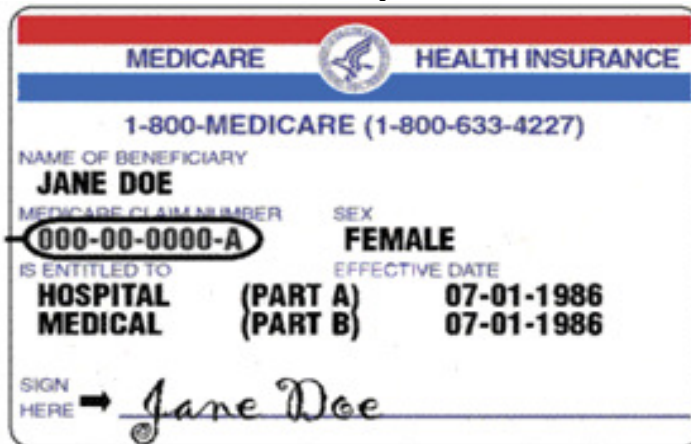 MEDICARE HEALTH INSURANCE
1-800-MEDICARE (1-800-633-4227)
NAME OF BENEFICIARY
JANE DOE
MEDICARE CLAIM NUMBER SEX
000-00-0000-A FEMALE
IS ENTITLED TO EFFECTIVE DATE
HOSPITAL (PART A) 07-01-1986
MEDICAL (PART B) 07-01-1986
SIGN
HERE Jane Doe